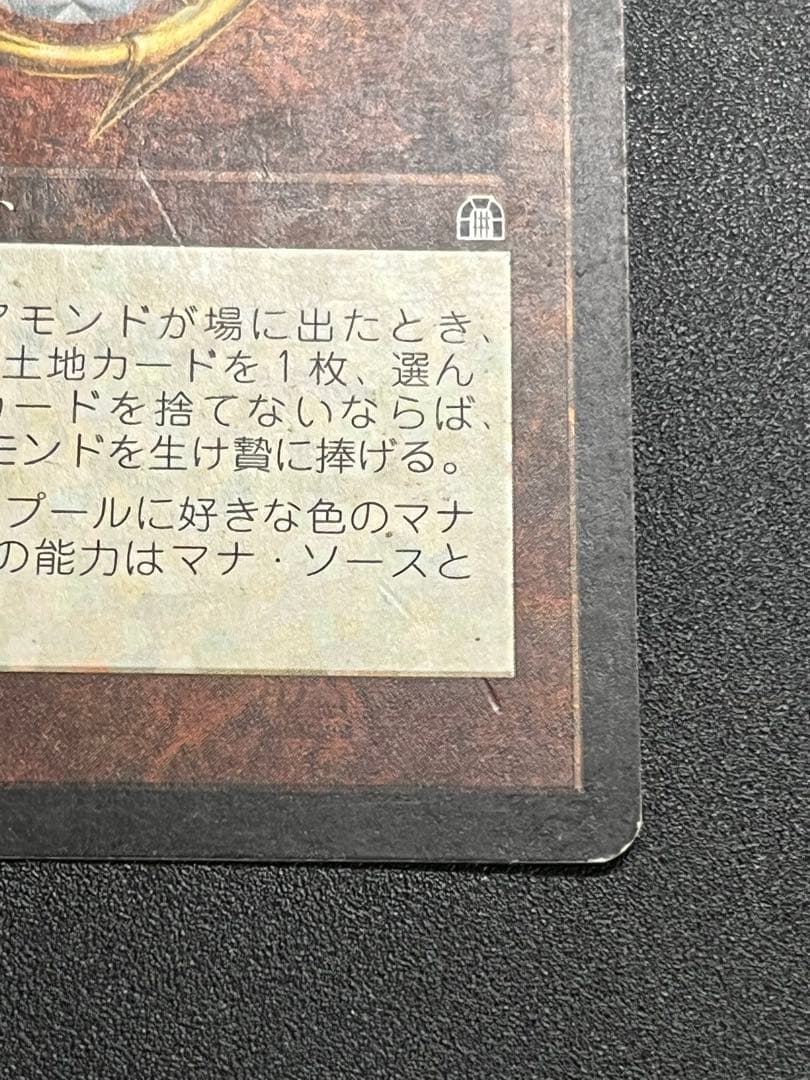 アモンドが場に出たとき、
土地カードを1枚、選ん
カードを捨てないならば、
モンドを生け贄に捧げる。
プールに好きな色のマナ
の能力はマナ・ソースと